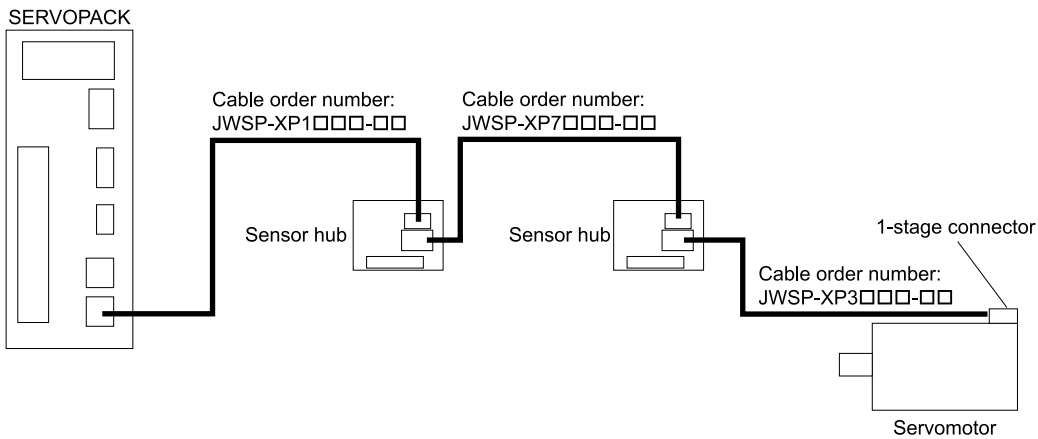 SERVOPACK
Cable order number:
JWSP-XP1□□□-□□
Cable order number:
JWSP-XP7□□□-□□
Sensor hub
Sensor hub
1-stage connector
Cable order number:
JWSP-XP3□□□-□□
Servomotor